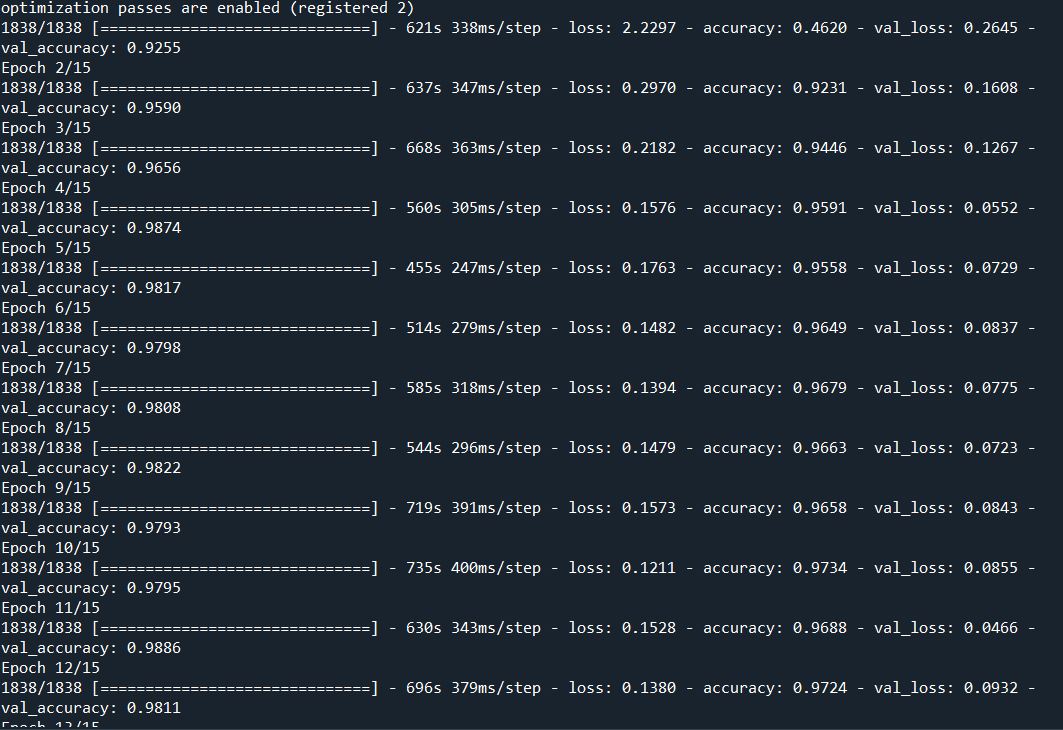 optimization passes are enabled (registered 2)
1838/1838 [==============================] - 621s 338ms/step - loss: 2.2297 - accuracy: 0.4620 - val_loss: 0.2645 -
val_accuracy: 0.9255
Epoch 2/15
1838/1838 [==============================] - 637s 347ms/step - loss: 0.2970 - accuracy: 0.9231 - val_loss: 0.1608 -
val_accuracy: 0.9590
Epoch 3/15
1838/1838 [==============================] - 668s 363ms/step - loss: 0.2182 - accuracy: 0.9446 - val_loss: 0.1267 -
val_accuracy: 0.9656
Epoch 4/15
1838/1838 [==============================] - 560s 305ms/step - loss: 0.1576 - accuracy: 0.9591 - val_loss: 0.0552 -
val_accuracy: 0.9874
Epoch 5/15
1838/1838 [==============================] - 455s 247ms/step - loss: 0.1763 - accuracy: 0.9558 - val_loss: 0.0729 -
val_accuracy: 0.9817
Epoch 6/15
1838/1838 [==============================] - 514s 279ms/step - loss: 0.1482 - accuracy: 0.9649 - val_loss: 0.0837 -
val_accuracy: 0.9798
Epoch 7/15
1838/1838 [==============================] - 585s 318ms/step - loss: 0.1394 - accuracy: 0.9679 - val_loss: 0.0775 -
val_accuracy: 0.9808
Epoch 8/15
1838/1838 [==============================] - 544s 296ms/step - loss: 0.1479 - accuracy: 0.9663 - val_loss: 0.0723 -
val_accuracy: 0.9822
Epoch 9/15
1838/1838 [==============================] - 719s 391ms/step - loss: 0.1573 - accuracy: 0.9658 - val_loss: 0.0843 -
val_accuracy: 0.9793
Epoch 10/15
1838/1838 [==============================] - 735s 400ms/step - loss: 0.1211 - accuracy: 0.9734 - val_loss: 0.0855 -
val_accuracy: 0.9795
Epoch 11/15
1838/1838 [==============================] - 630s 343ms/step - loss: 0.1528 - accuracy: 0.9688 - val_loss: 0.0466 -
val_accuracy: 0.9886
Epoch 12/15
1838/1838 [==============================] - 696s 379ms/step - loss: 0.1380 - accuracy: 0.9724 - val_loss: 0.0932 -
val_accuracy: 0.9811
Epoch 13/15